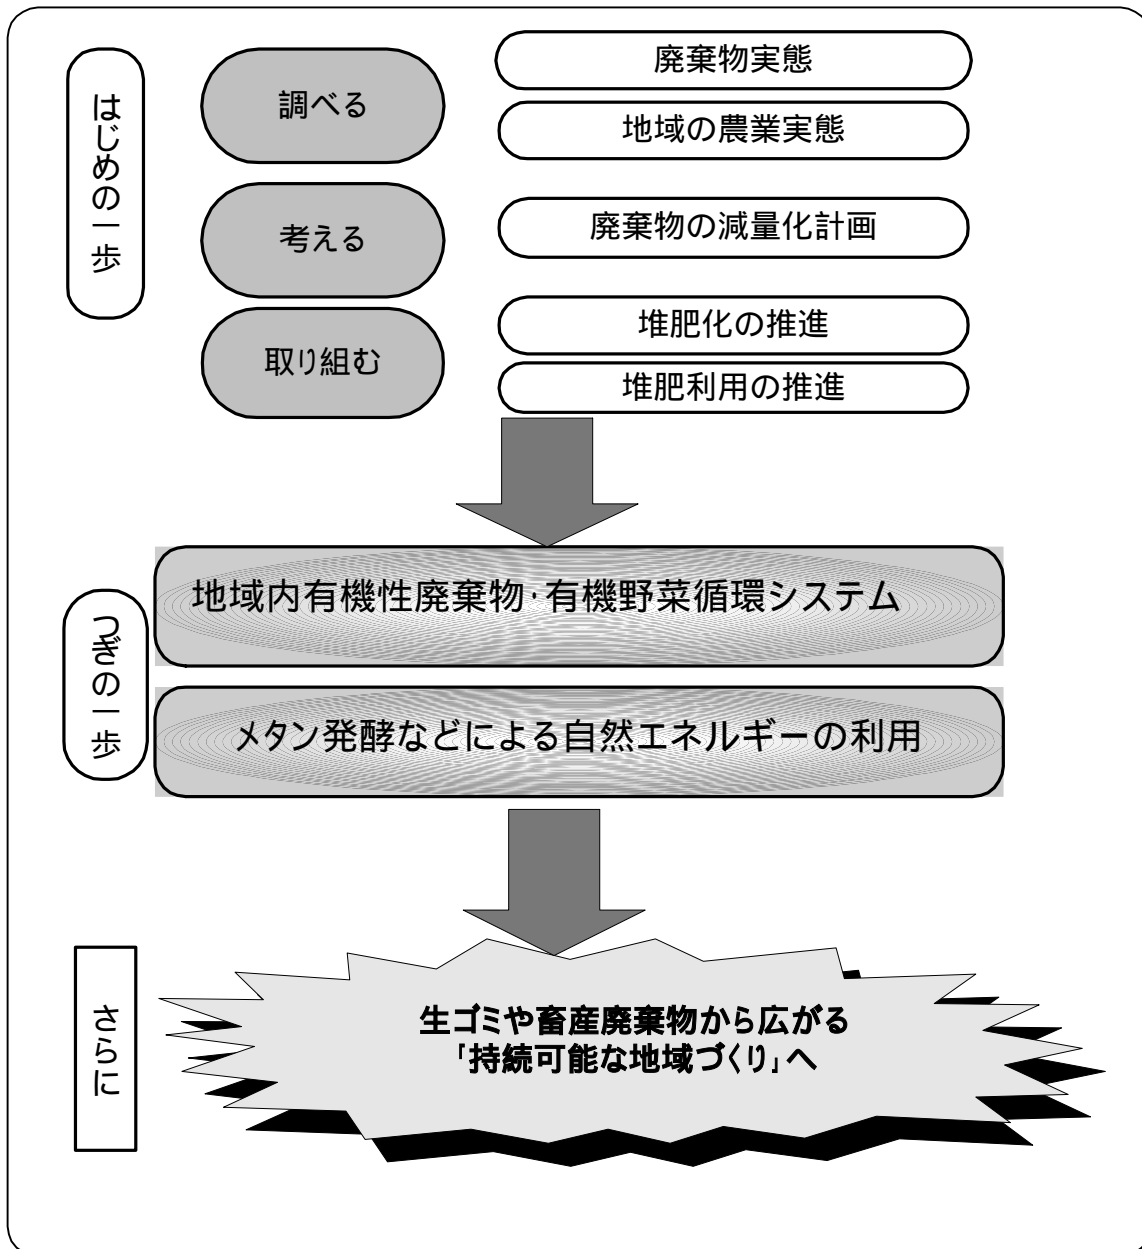 はじめの一歩
調べる
廃棄物実態
地域の農業実態
考える
廃棄物の減量化計画
取り組む
堆肥化の推進
堆肥利用の推進
つぎの一歩
地域内有機性廃棄物・有機野菜循環システム
メタン発酵などによる自然エネルギーの利用
さらに
生ゴミや畜産廃棄物から広がる
「持続可能な地域づくり」へ